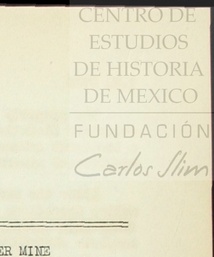 CENTRO DE
ESTUDIOS
DE HISTORIA
DE MEXICO
FUNDACIÓN
Carlos Slim
ER MINE